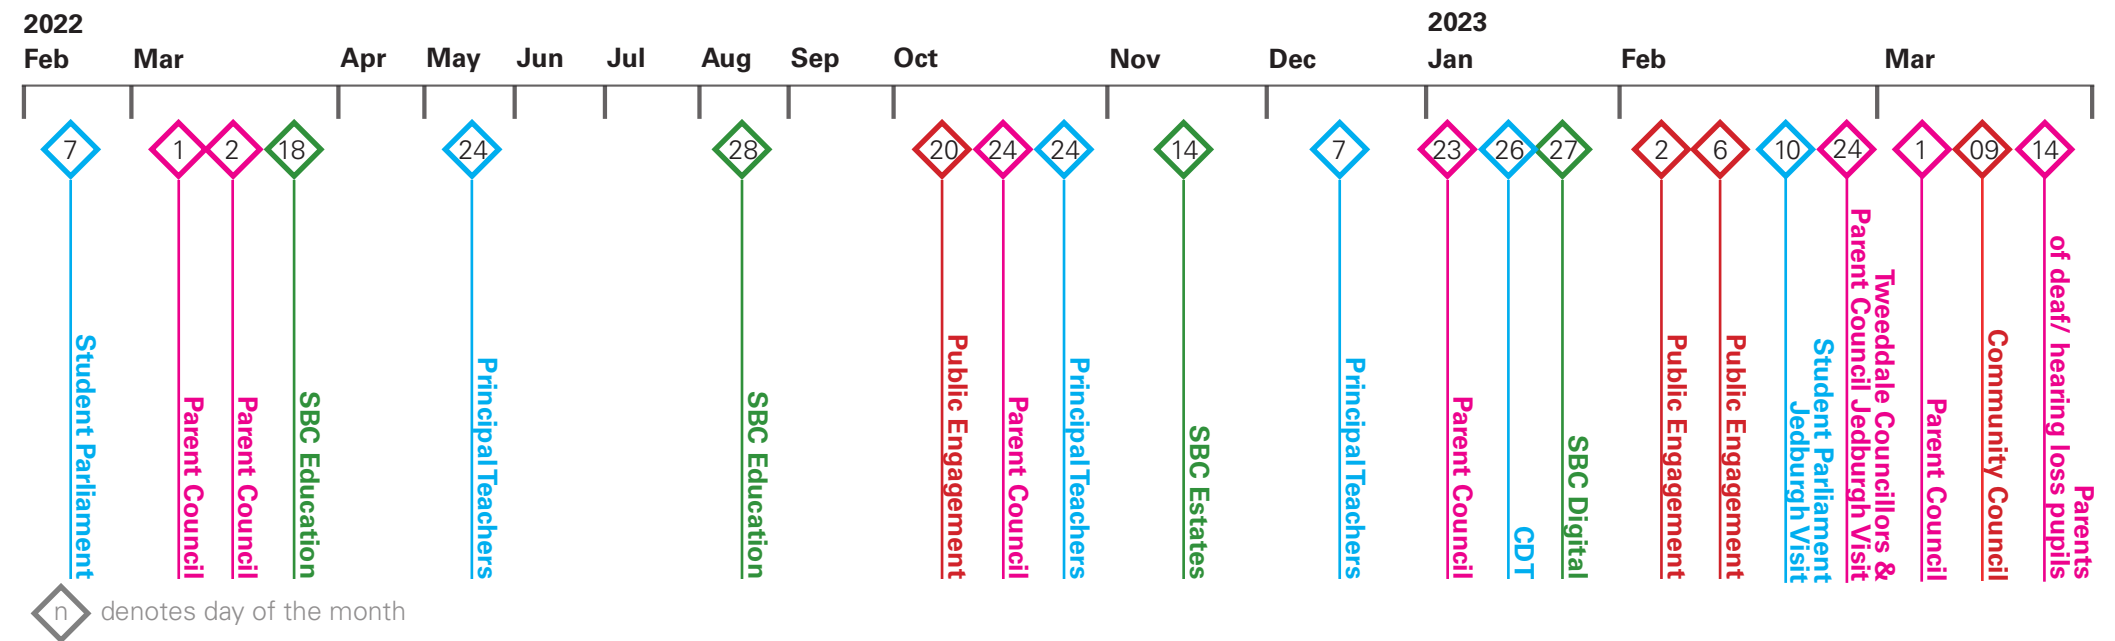 2022
2023
Feb
Mar
Apr
May
Jun
Jul
Aug
Sep
Oct
Nov
Dec
Jan
Feb
Mar
7
1
2
18
24
28
20
24
24
14
7
23
26
27
2
6
10
24
1
09
14
Student Parliament
Parent Council
Parent Council
SBC Education
Principal Teachers
SBC Education
Public Engagement
Parent Council
Principal Teachers
SBC Estates
Principal Teachers
Parent Council
CDT
SBC Digital
Public Engagement
Public Engagement
Student Parliament
Jedburgh Visit
Tweeddale Councillors &
Parent Council Jedburgh Visit
Parent Council
Community Council
Parents
of deaf/ hearing loss pupils
n
denotes day of the month